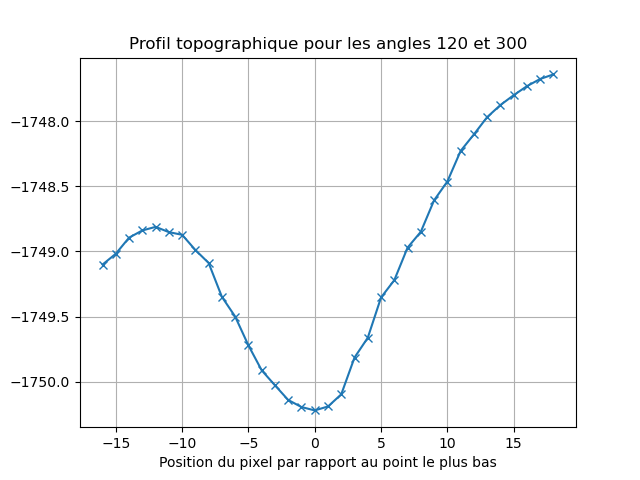 Profil topographique pour les angles 120 et 300
−1748.0
−1748.5
−1749.0
−1749.5
−1750.0
−15 −10 −5 0 5 10 15
Position du pixel par rapport au point le plus bas